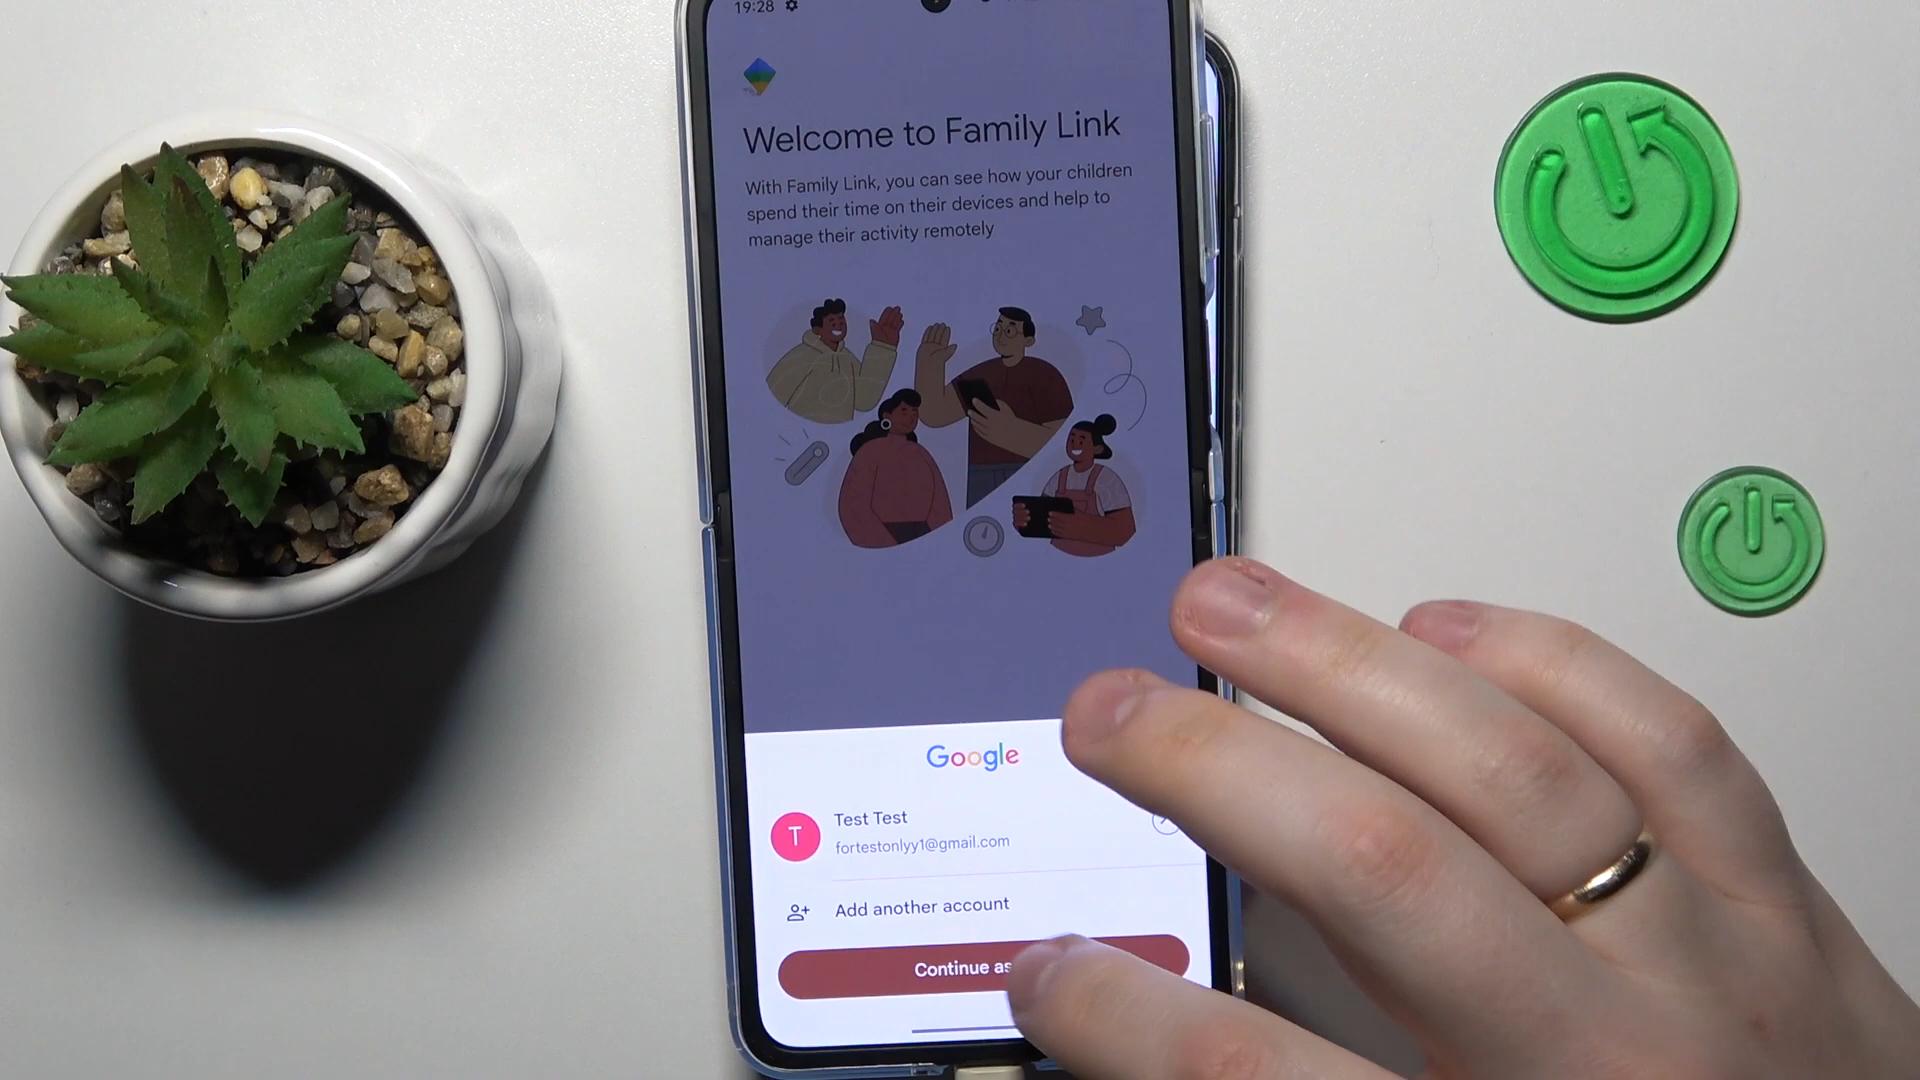 19:28
Welcome to Family Link
With Family Link, you can see how your children
spend their time on their devices and help to
manage their activity remotely
Google
T
Test Test
fortestonlyy1@gmail.com
Add another account
Continue as